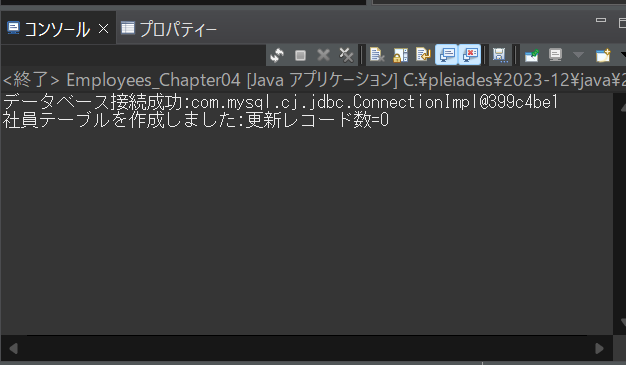 コンソール × プロパティー
<終了> Employees_Chapter04 [Java アプリケーション] C:¥pleiades¥2023-12¥java¥2
データベース接続成功:com.mysql.cj.jdbc.ConnectionImpl@399c4be1
社員テーブルを作成しました:更新レコード数=0